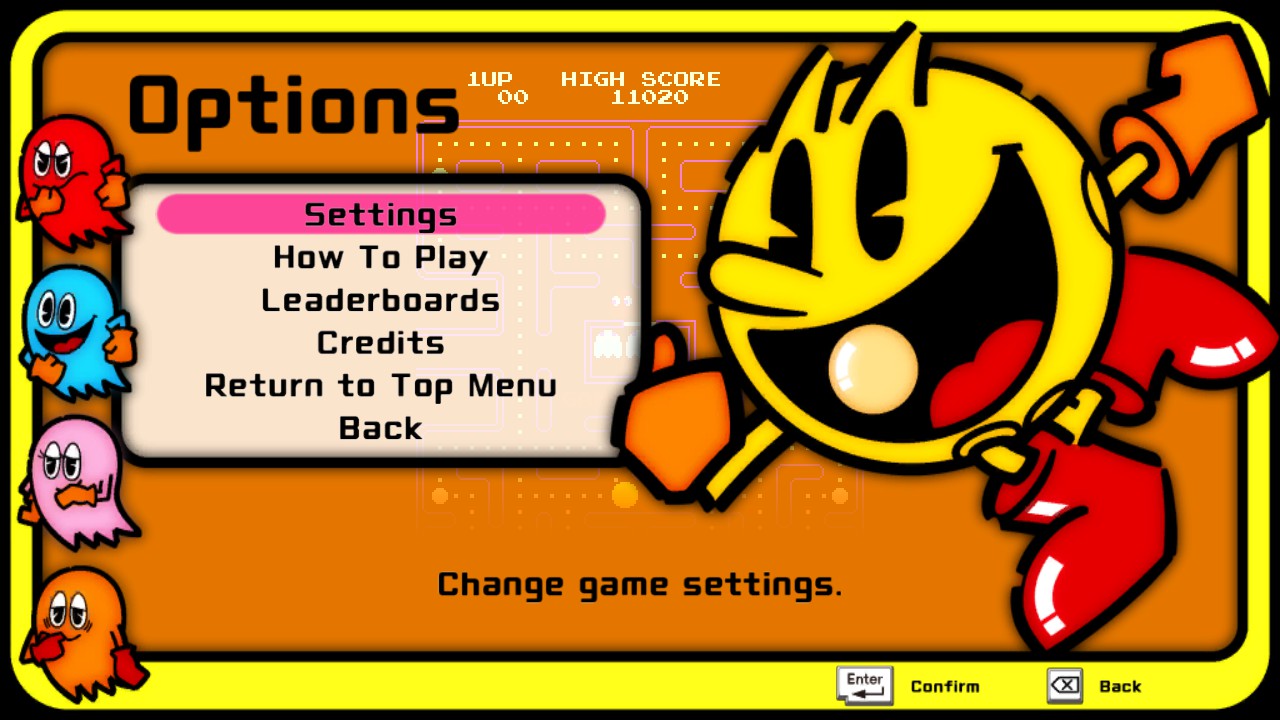 Options
1UP HIGH SCORE
00 11020
Settings
How To Play
Leaderboards
Credits
Return to Top Menu
Back
Change game settings.
Enter Confirm Back